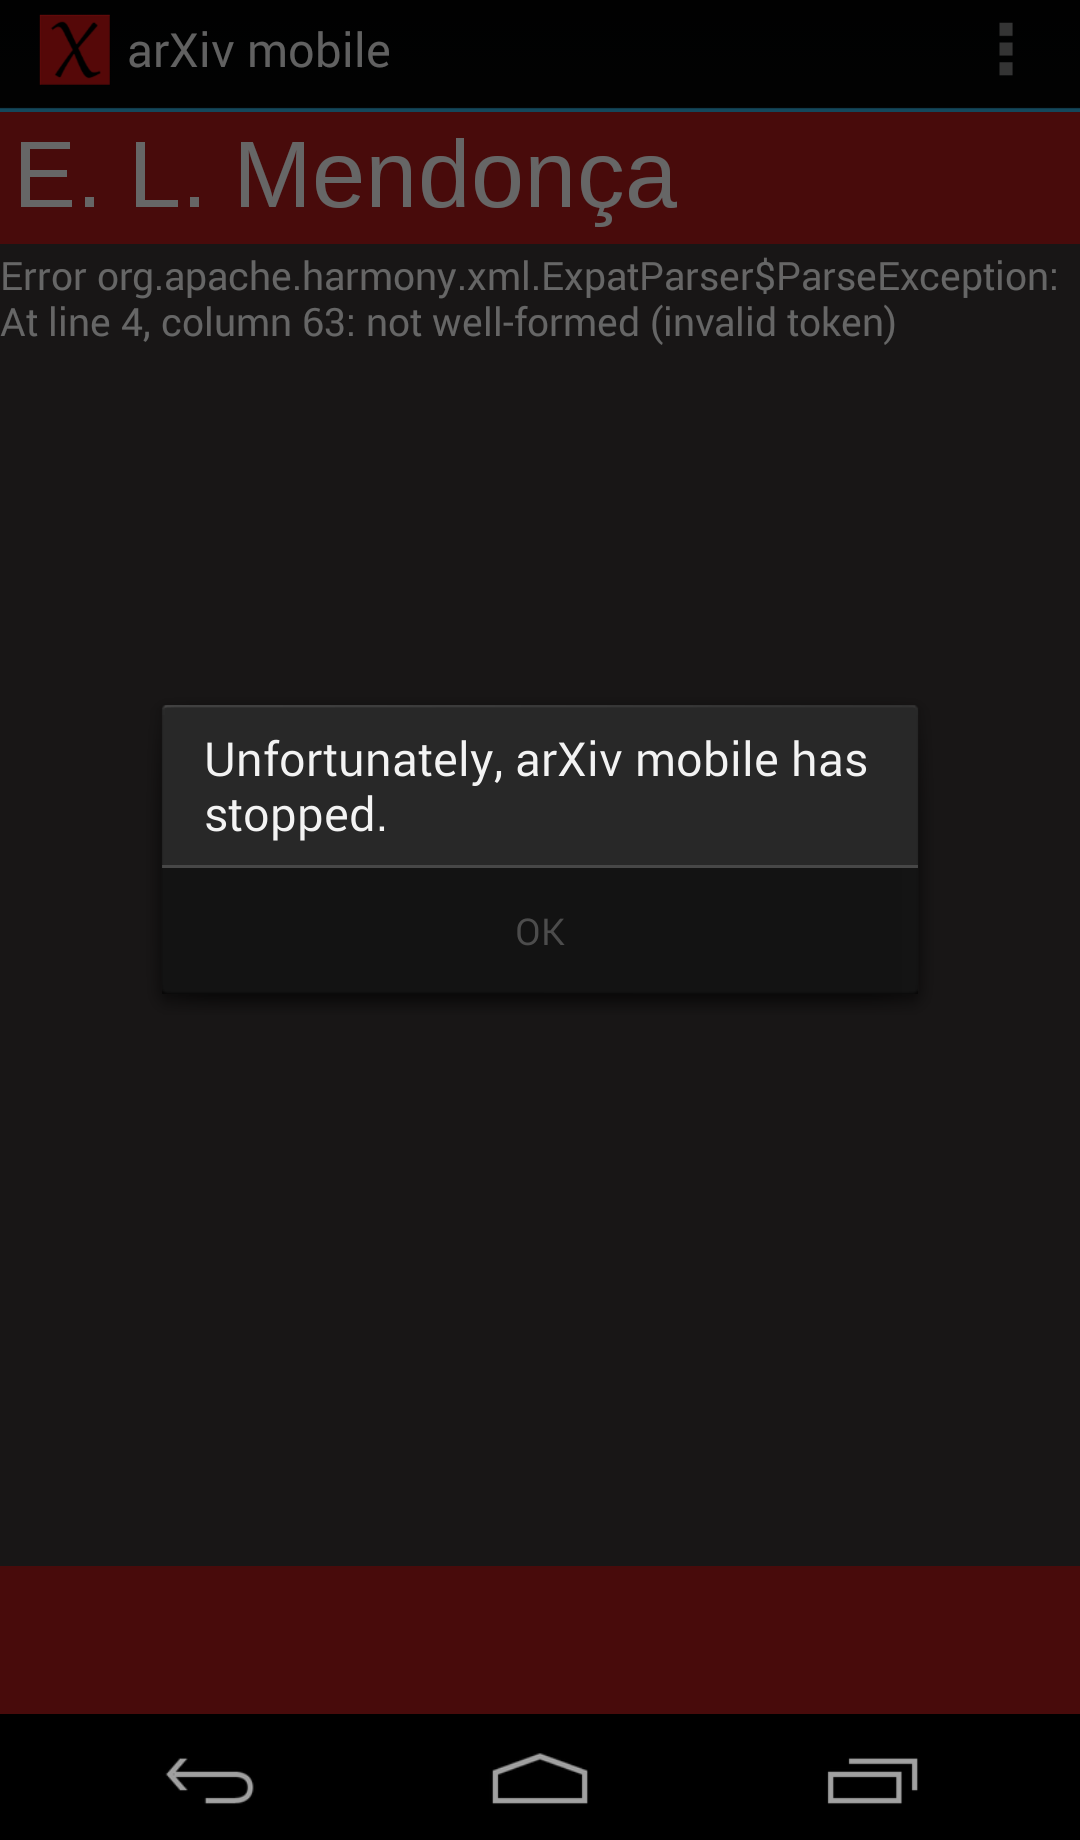 X arXiv mobile
E. L. Mendonça
Error org.apache.harmony.xml.ExpatParser$ParseException:
At line 4, column 63: not well-formed (invalid token)
Unfortunately, arXiv mobile has
stopped.
OK